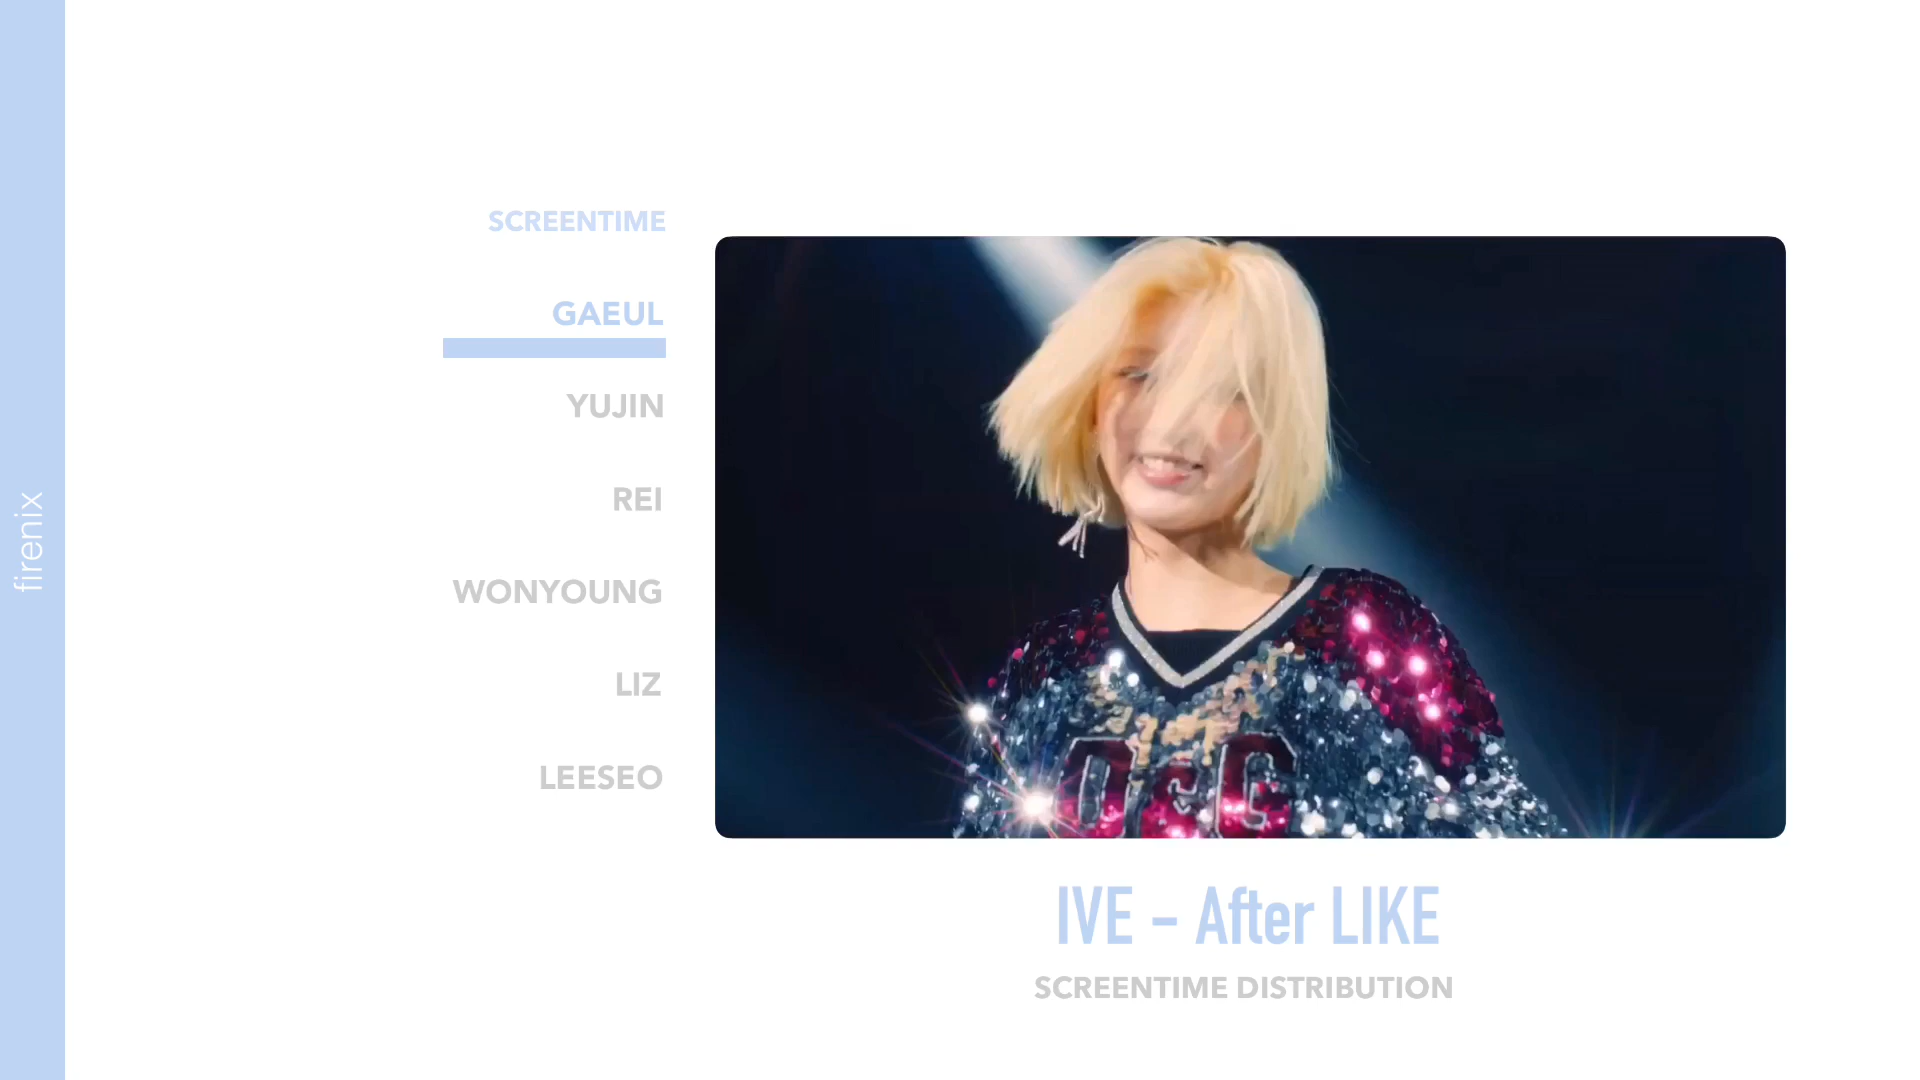 firenix
SCREENTIME
GAEUL
YUJIN
REI
WONYOUNG
LIZ
LEESEO
IVE - After LIKE
SCREENTIME DISTRIBUTION